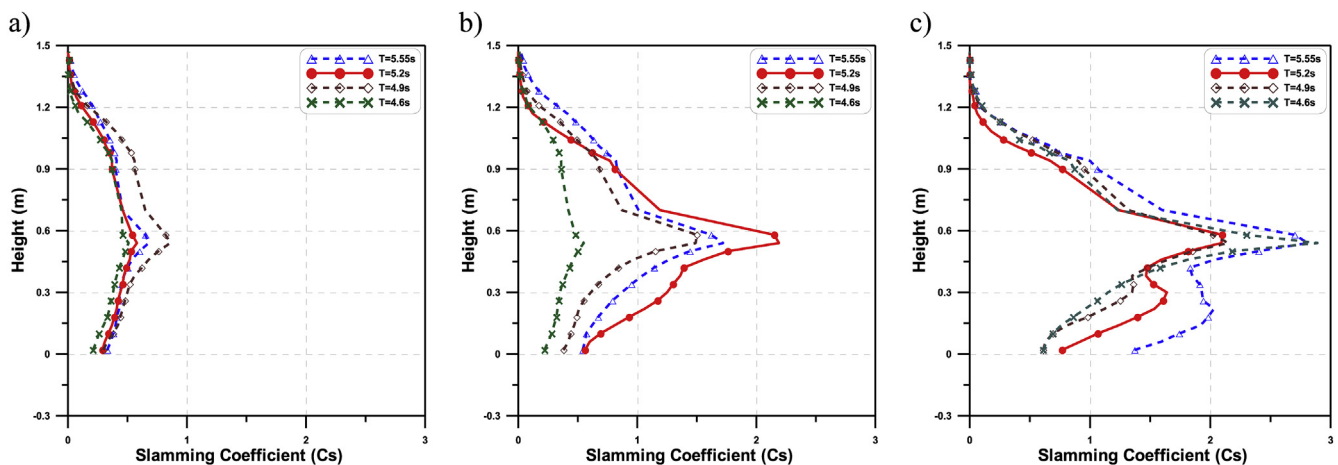 a)
1.5
1.2
0.9
0.6
0.3
0
-0.3
Height (m)
0
1
2
3
Slamming Coefficient (Cs)
T=5.55s
T=5.2s
T=4.9s
T=4.6s
b)
1.5
1.2
0.9
0.6
0.3
0
-0.3
Height (m)
0
1
2
3
Slamming Coefficient (Cs)
T=5.55s
T=5.2s
T=4.9s
T=4.6s
c)
1.5
1.2
0.9
0.6
0.3
0
-0.3
Height (m)
0
1
2
3
Slamming Coefficient (Cs)
T=5.55s
T=5.2s
T=4.9s
T=4.6s